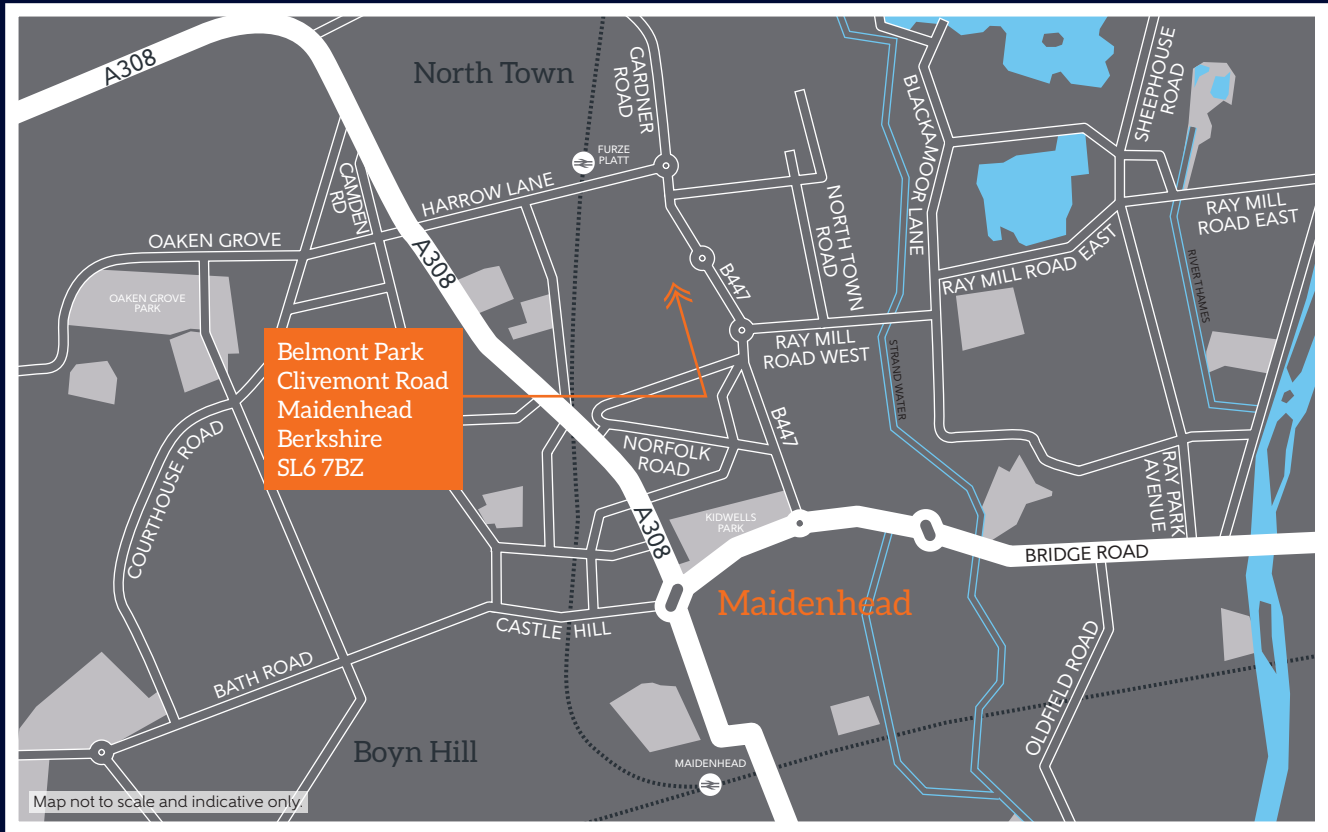 A308
North Town
GARDNER
ROAD
BLACKAMOOR LANE
SHEEPHOUSE
ROAD
FURZE
PLATT
CAMDEN
RD
HARROW LANE
NORTH TOWN
ROAD
RAY MILL
ROAD EAST
OAKEN GROVE
A308
RAY MILL ROAD EAST
B447
RIVER THAMES
OAKEN GROVE
PARK
Belmont Park
Clivemont Road
Maidenhead
Berkshire
SL6 7BZ
RAY MILL
ROAD WEST
STRAND WATER
B447
COURTHOUSE ROAD
NORFOLK
ROAD
RAY PARK
AVENUE
A308
KIDWELLS
PARK
BRIDGE ROAD
Maidenhead
CASTLE HILL
BATH ROAD
OLDFIELD ROAD
Boyn Hill
MAIDENHEAD
Map not to scale and indicative only.